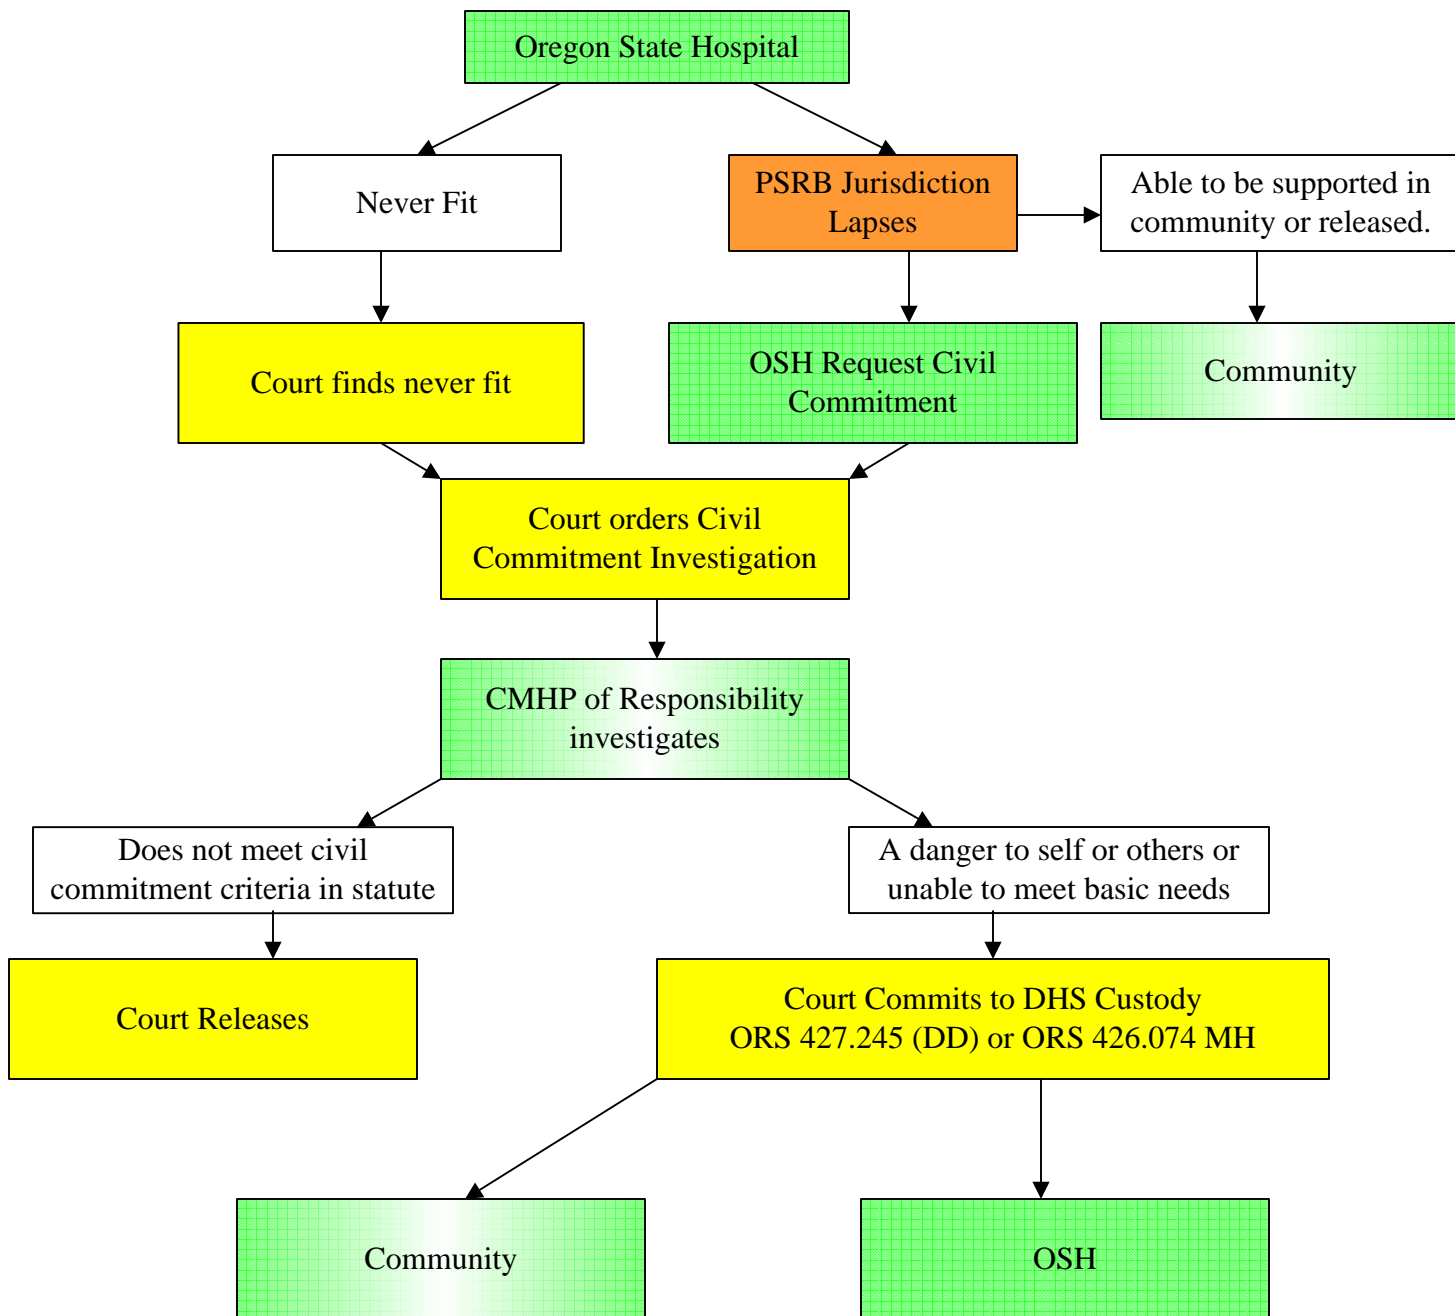 Oregon State Hospital
Never Fit
PSRB Jurisdiction
Lapses
Able to be supported in
community or released.
Court finds never fit
OSH Request Civil
Commitment
Community
Court orders Civil
Commitment Investigation
CMHP of Responsibility
investigates
Does not meet civil
commitment criteria in statute
A danger to self or others or
unable to meet basic needs
Court Releases
Court Commits to DHS Custody
ORS 427.245 (DD) or ORS 426.074 MH
Community
OSH